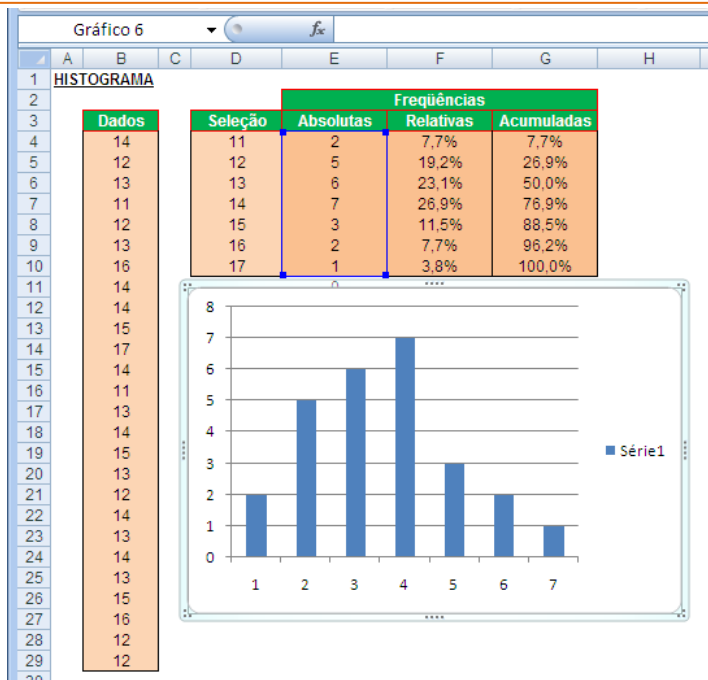 Gráfico 6 fx
A B C D E F G H
1 HISTOGRAMA
2 Freqüências
3 Dados Seleção Absolutas Relativas Acumuladas
4 14 11 2 7,7% 7,7%
5 12 12 5 19,2% 26,9%
6 13 13 6 23,1% 50,0%
7 11 14 7 26,9% 76,9%
8 12 15 3 11,5% 88,5%
9 13 16 2 7,7% 96,2%
10 16 17 1 3,8% 100,0%
11 14
12 14
13 15
14 17
15 14
16 11
17 13
18 14
19 15
20 13
21 12
22 14
23 13
24 14
25 13
26 15
27 16
28 12
29 12
8
7
6
5
4
3
2
1
0
1 2 3 4 5 6 7
Série1